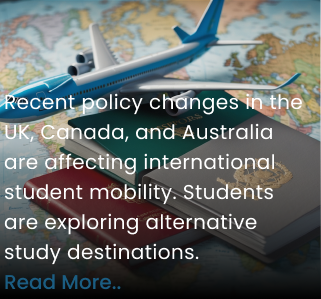 Recent policy changes in the
UK, Canada, and Australia
are affecting international
student mobility. Students
are exploring alternative
study destinations.
Read More..